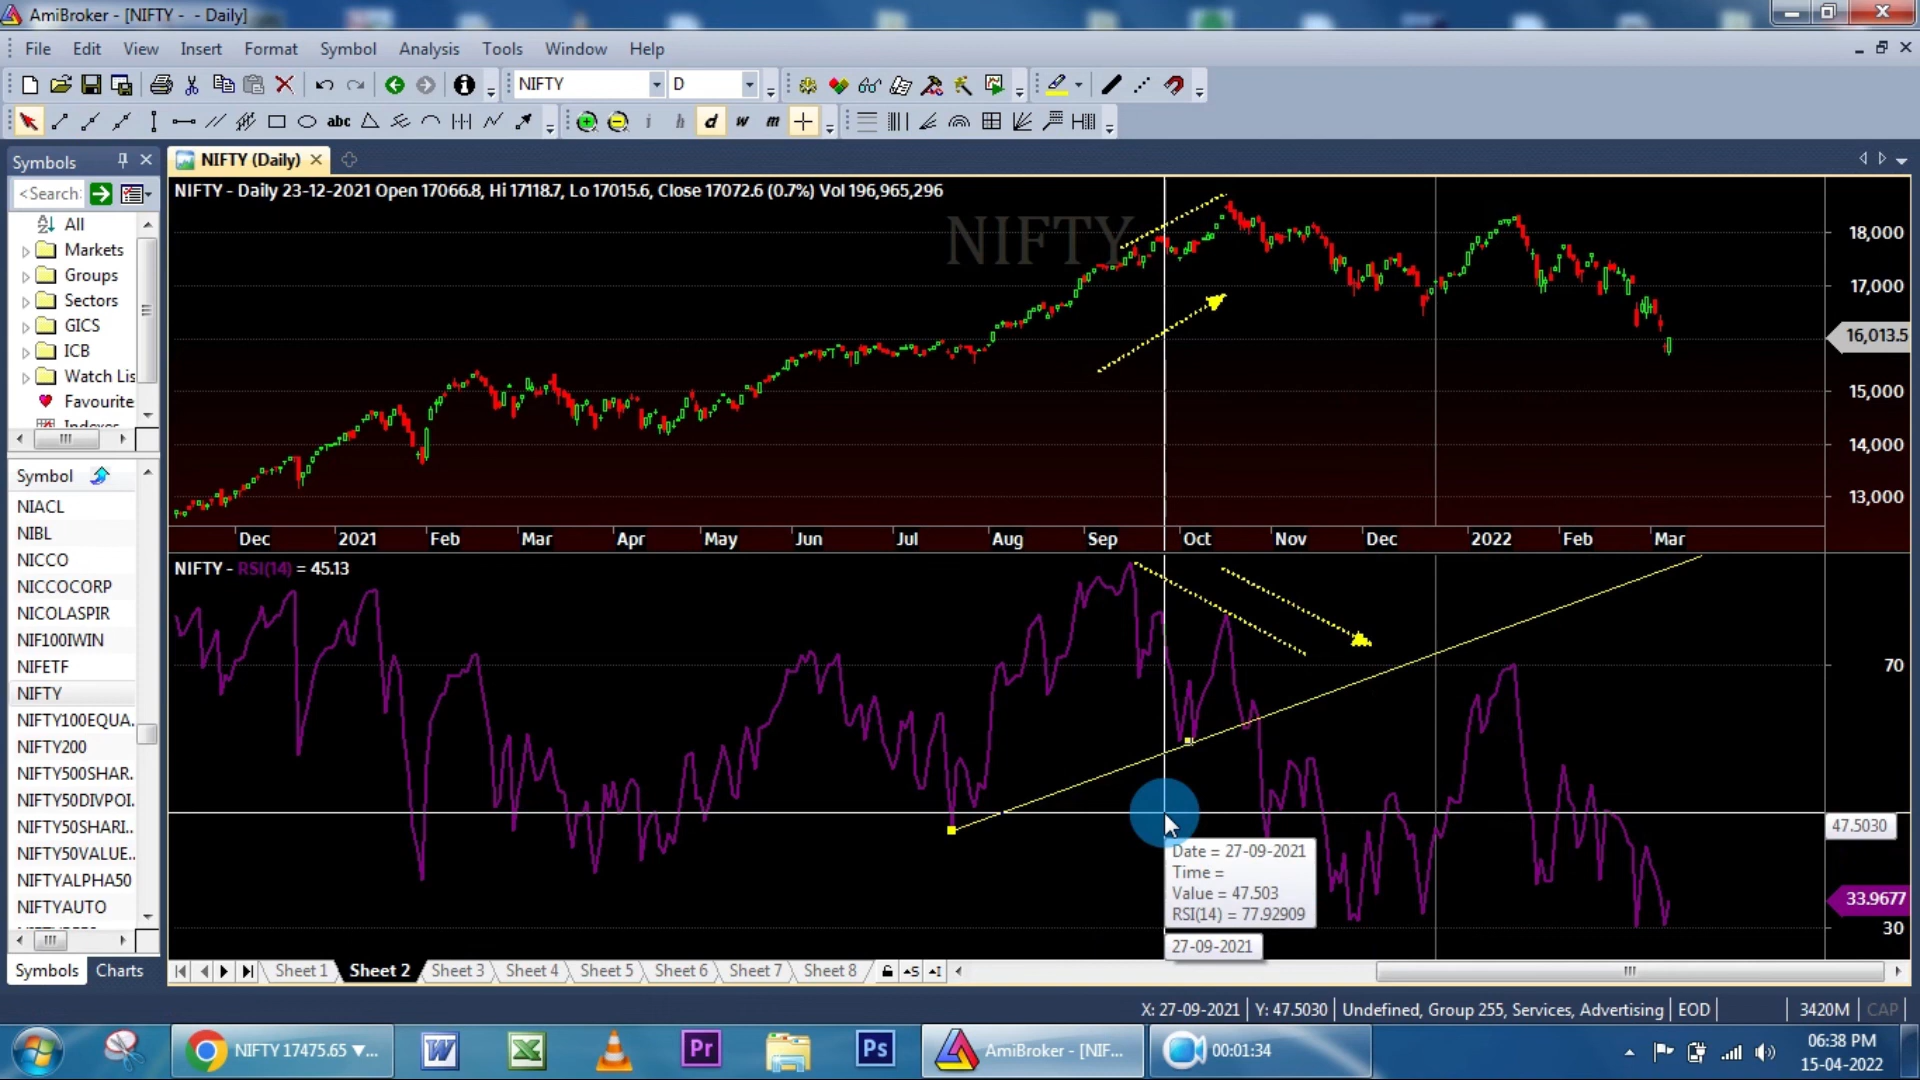 AmiBroker - [NIFTY - - Daily]
File Edit View Insert Format Symbol Analysis Tools Window Help
NIFTY D
abc i h d w m
Symbols
NIFTY (Daily)
<Search
All
Markets
Groups
Sectors
GICS
ICB
Watch Lis
Favourite
NIFTY - Daily 23-12-2021 Open 17066.8, Hi 17118.7, Lo 17015.6, Close 17072.6 (0.7%) Vol 196,965,296
NIFTY
18,000
17,000
16,013.5
15,000
14,000
13,000
Dec 2021 Feb Mar Apr May Jun Jul Aug Sep Oct Nov Dec 2022 Feb Mar
Symbol
NIACL
NIBL
NICCO
NICCOCORP
NICOLASPIR
NIF100IWIN
NIFETF
NIFTY
NIFTY100EQUA.
NIFTY200
NIFTY500SHAR.
NIFTY50DIVPOI.
NIFTY50SHARI..
NIFTY50VALUE..
NIFTYALPHA50
NIFTYAUTO
NIFTY - RSI(14) = 45.13
70
47.5030
33.9677
30
Date = 27-09-2021
Time =
Value = 47.503
RSI(14) = 77.92909
27-09-2021
Symbols Charts
Sheet 1 Sheet 2 Sheet 3 Sheet 4 Sheet 5 Sheet 6 Sheet 7 Sheet 8
X: 27-09-2021 Y: 47.5030 Undefined, Group 255, Services, Advertising EOD 3420M CAP
NIFTY 17475.65 ▼... W X Pr Ps AmiBroker - [NIF... 00:01:34
06:38 PM
15-04-2022